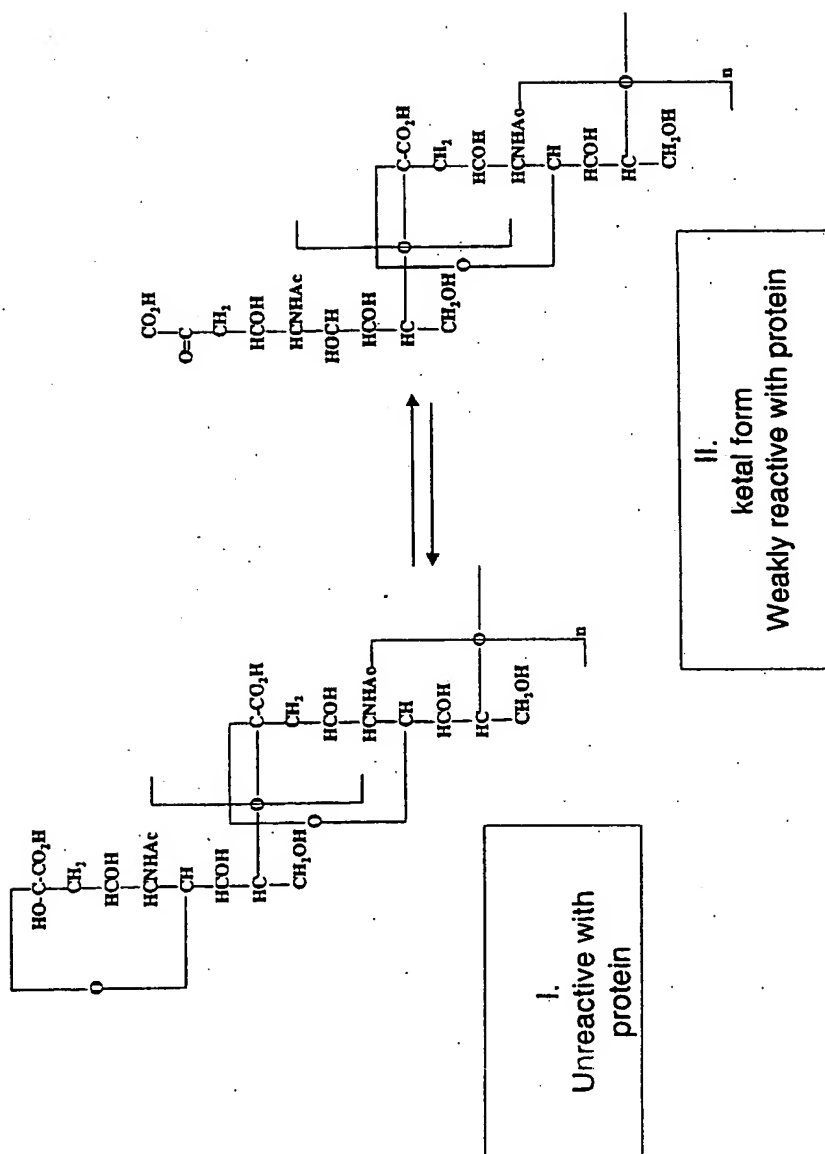 HO-C-CO₂H
CH₂
HCOH
HCNHAc
O
CH
HCOH
HC
CH₂OH
O
O
C-CO₂H
CH₂
HCOH
HCNHAc
CH
HCOH
HC
O
CH₂OH
n
CO₂H
O=C
CH₂
HCOH
HCNHAc
HOCH
HCOH
HC
CH₂OH
O
O
C-CO₂H
CH₂
HCOH
HCNHAc
CH
HCOH
HC
O
CH₂OH
n
I.
Unreactive with
protein
II.
ketal form
Weakly reactive with protein